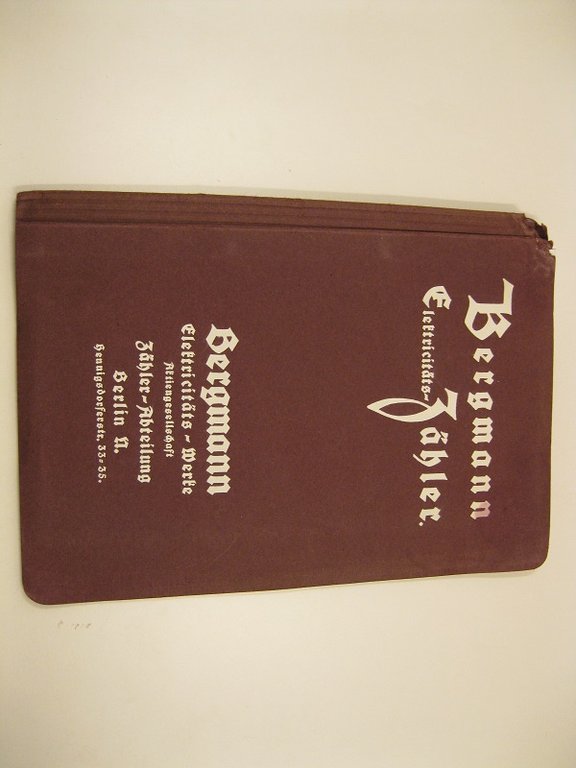 Bergmann
Elektricitäts-Zähler.
Bergmann
Elektricitäts-Werke
Aktiengesellschaft
Zähler-Abteilung
Berlin N.
Hennigsdorferstr. 33-35.